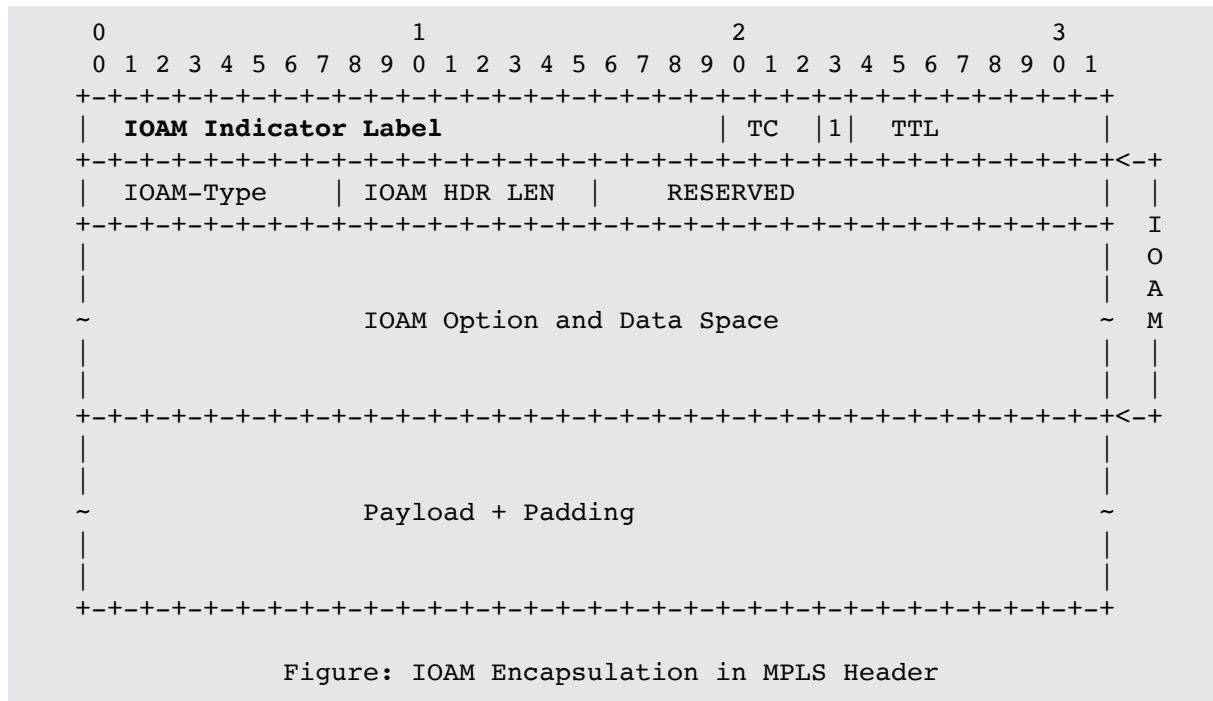 0                   1                   2                   3
0 1 2 3 4 5 6 7 8 9 0 1 2 3 4 5 6 7 8 9 0 1 2 3 4 5 6 7 8 9 0 1
+-+-+-+-+-+-+-+-+-+-+-+-+-+-+-+-+-+-+-+-+-+-+-+-+-+-+-+-+-+-+-+-+
|  IOAM Indicator Label                 | TC  |1|  TTL          |
+-+-+-+-+-+-+-+-+-+-+-+-+-+-+-+-+-+-+-+-+-+-+-+-+-+-+-+-+-+-+-+-+<-+
|  IOAM-Type    | IOAM HDR LEN  |    RESERVED                   |  |
+-+-+-+-+-+-+-+-+-+-+-+-+-+-+-+-+-+-+-+-+-+-+-+-+-+-+-+-+-+-+-+-+  I
|                                                               |  O
|                                                               |  A
~                 IOAM Option and Data Space                    ~  M
|                                                               |  |
|                                                               |  |
+-+-+-+-+-+-+-+-+-+-+-+-+-+-+-+-+-+-+-+-+-+-+-+-+-+-+-+-+-+-+-+-+<-+
|                                                               |
|                                                               |
~                 Payload + Padding                             ~
|                                                               |
|                                                               |
+-+-+-+-+-+-+-+-+-+-+-+-+-+-+-+-+-+-+-+-+-+-+-+-+-+-+-+-+-+-+-+-+
Figure: IOAM Encapsulation in MPLS Header